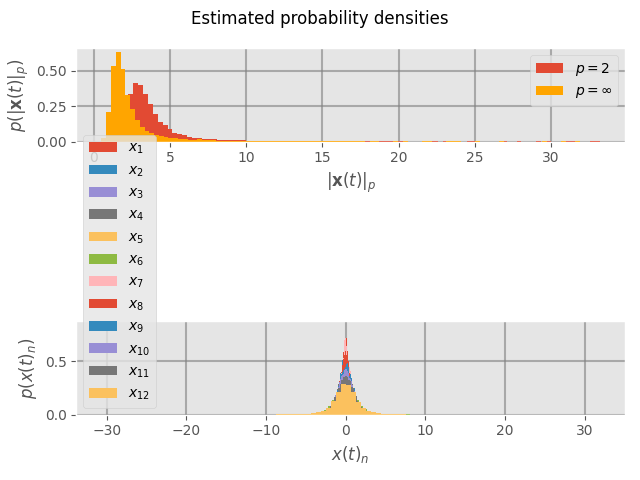 Estimated probability densities
p(|x(t)|ₚ)
0.50
0.25
0.00
p = 2
p = ∞
0 5 10 15 20 25 30
|x(t)|ₚ
x₁
x₂
x₃
x₄
x₅
x₆
x₇
x₈
x₉
x₁₀
x₁₁
x₁₂
p(x(t)ₙ)
0.5
0.0
−30 −20 −10 0 10 20 30
x(t)ₙ